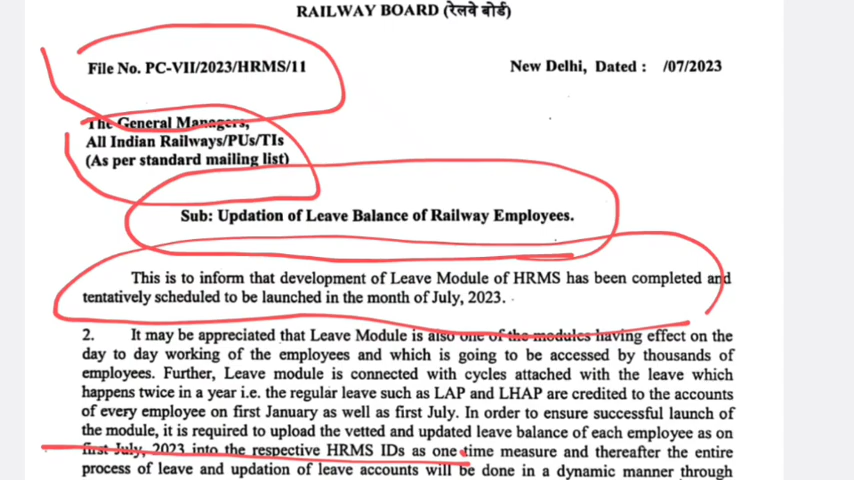 RAILWAY BOARD (रेलवे बोर्ड)
File No. PC-VII/2023/HRMS/11
New Delhi, Dated : /07/2023
The General Managers,
All Indian Railways/PUs/TIs
(As per standard mailing list)
Sub: Updation of Leave Balance of Railway Employees.
This is to inform that development of Leave Module of HRMS has been completed and
tentatively scheduled to be launched in the month of July, 2023.
2. It may be appreciated that Leave Module is also one of the modules having effect on the
day to day working of the employees and which is going to be accessed by thousands of
employees. Further, Leave module is connected with cycles attached with the leave which
happens twice in a year i.e. the regular leave such as LAP and LHAP are credited to the accounts
of every employee on first January as well as first July. In order to ensure successful launch of
the module, it is required to upload the vetted and updated leave balance of each employee as on
first July, 2023 into the respective HRMS IDs as one time measure and thereafter the entire
process of leave and updation of leave accounts will be done in a dynamic manner through